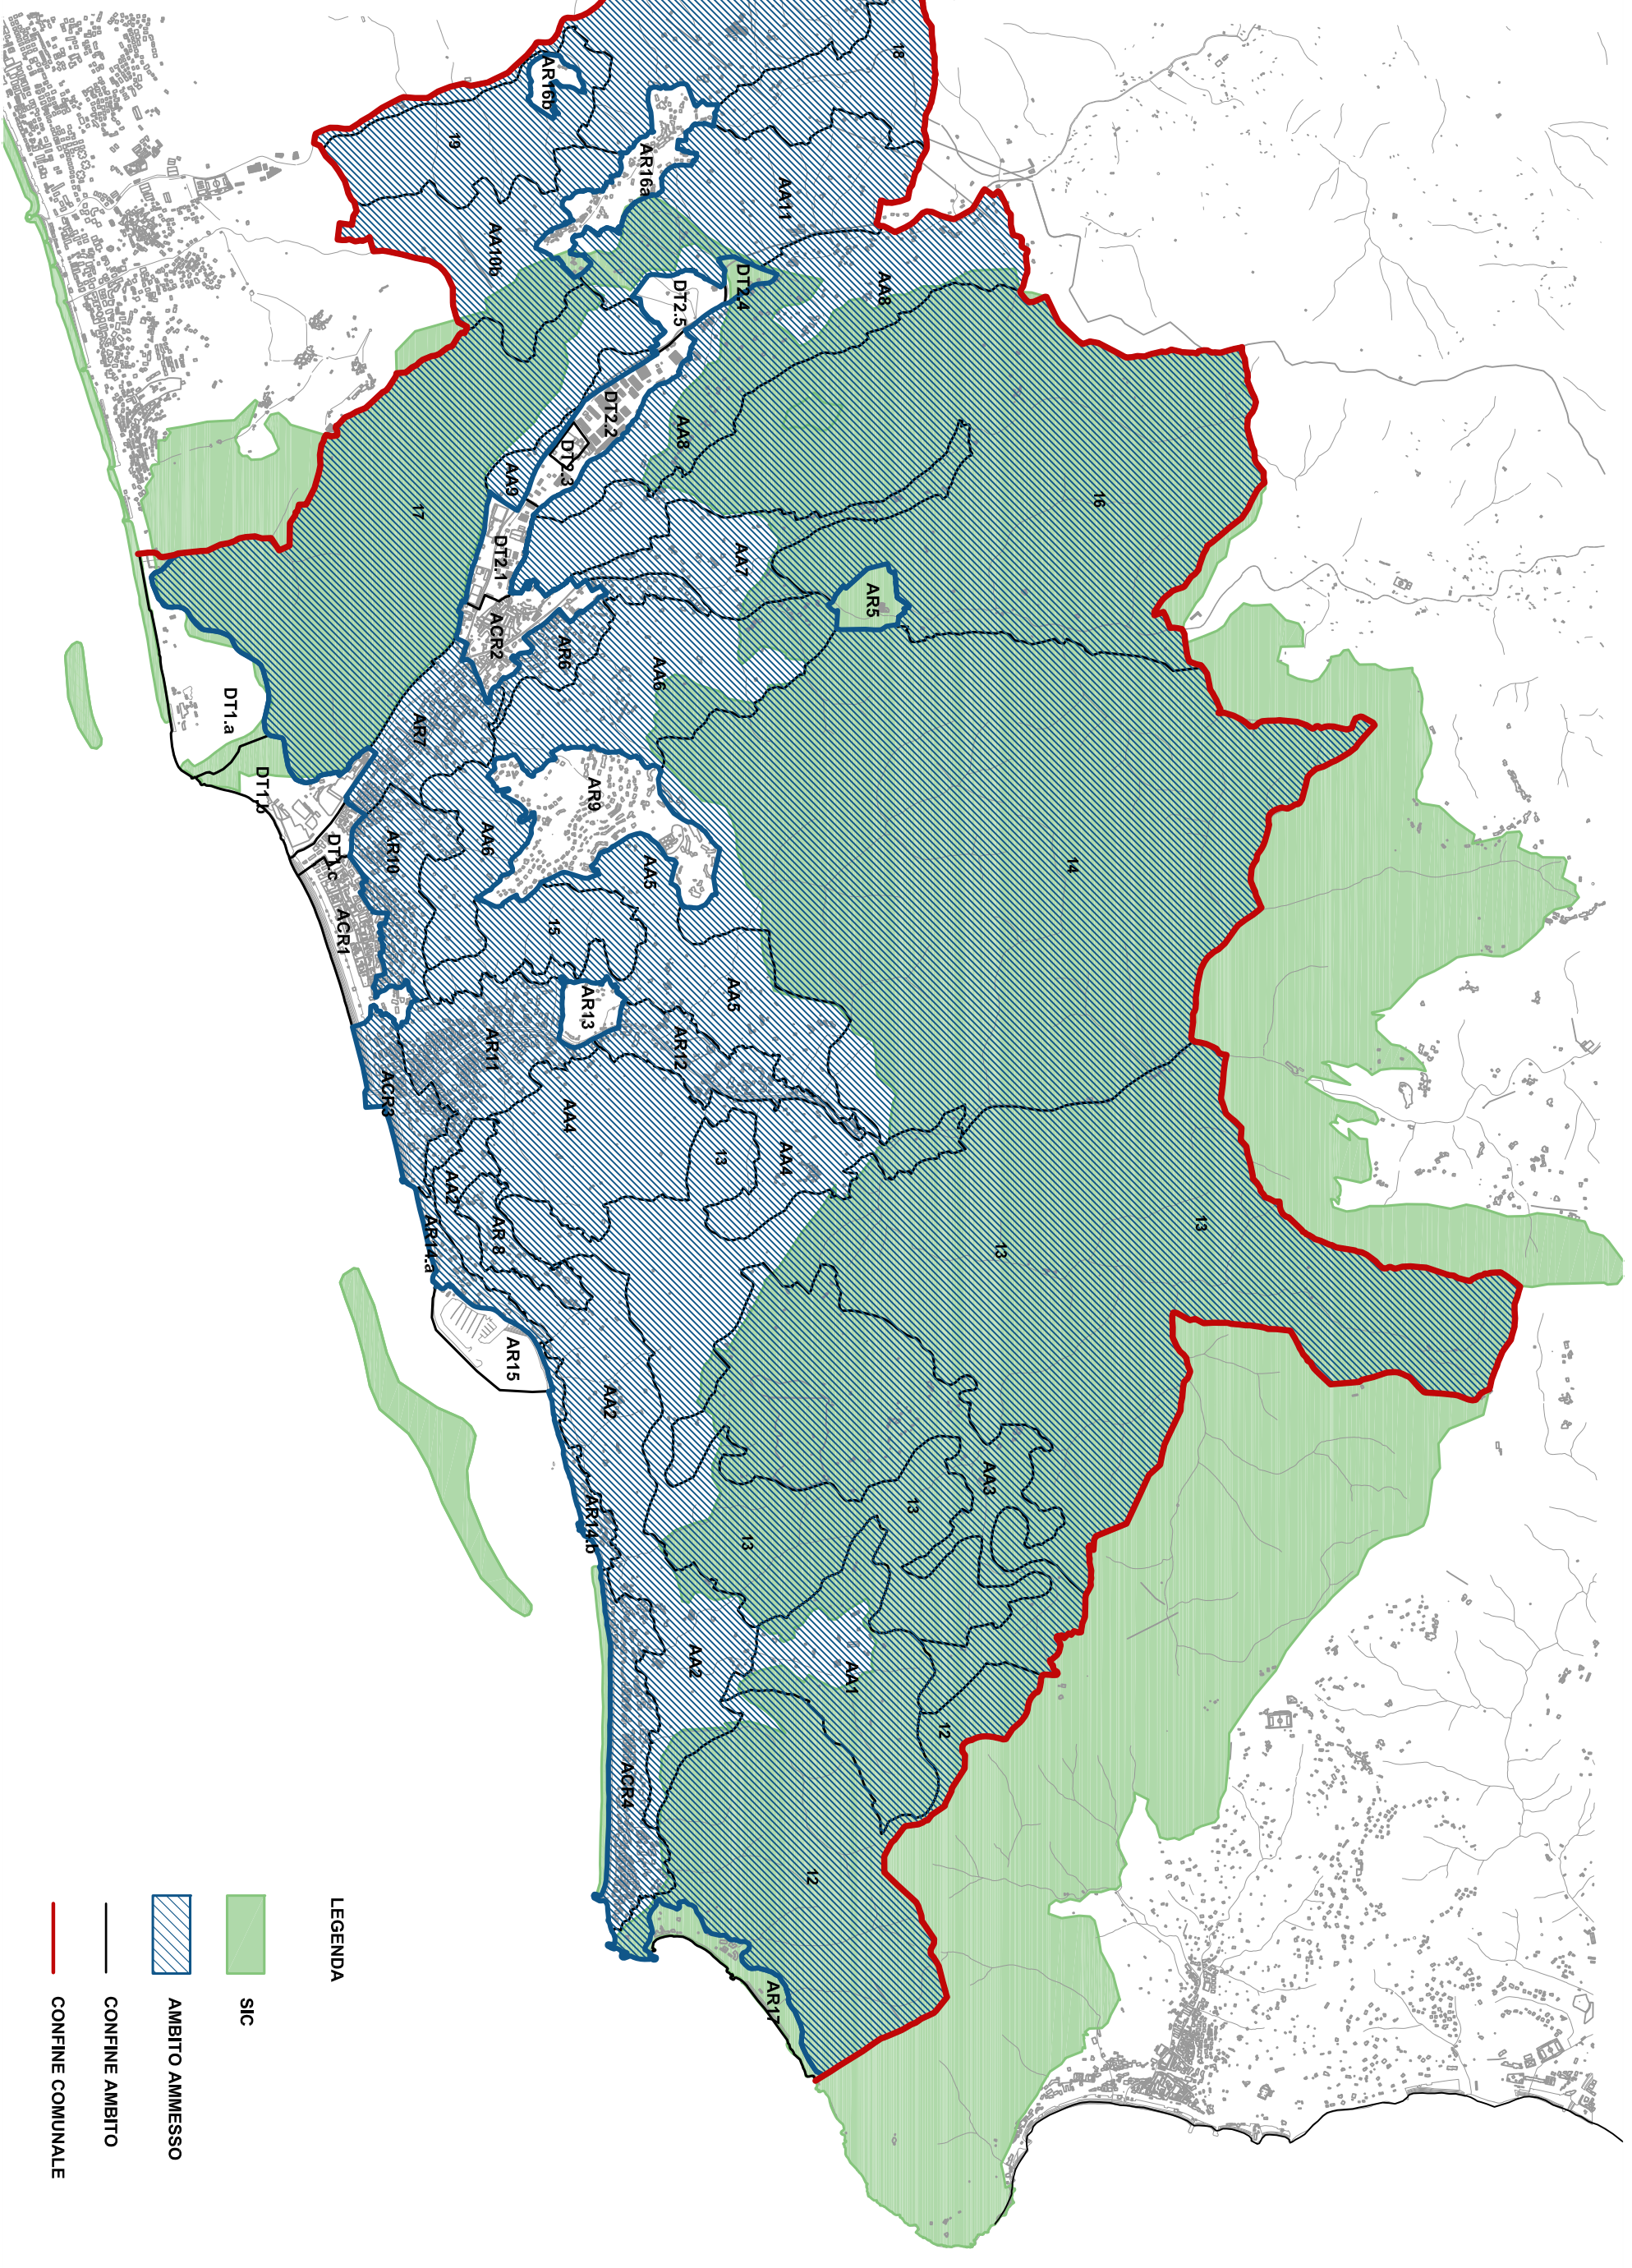 18
AR16b
19
AR16a
AA11
AA10b
DT2.4
DT2.5
AA8
DT2.2
AA8
DT2.3
AA9
16
17
DT2.1
AA7
AR5
ACR2
AR6
AA6
AR7
DT1.a
DT1.b
AR9
AA6
AR10
DT1.c
AA5
14
ACR1
15
AR13
AA5
AR11
AR12
ACR3
AA4
13
AA4
AA2
AR 8
AR14.a
13
13
AR15
AA2
AA3
13
AR14.b
13
AA2
AA1
12
ACR4
12
AR17
LEGENDA
SIC
AMBITO AMMESSO
CONFINE AMBITO
CONFINE COMUNALE